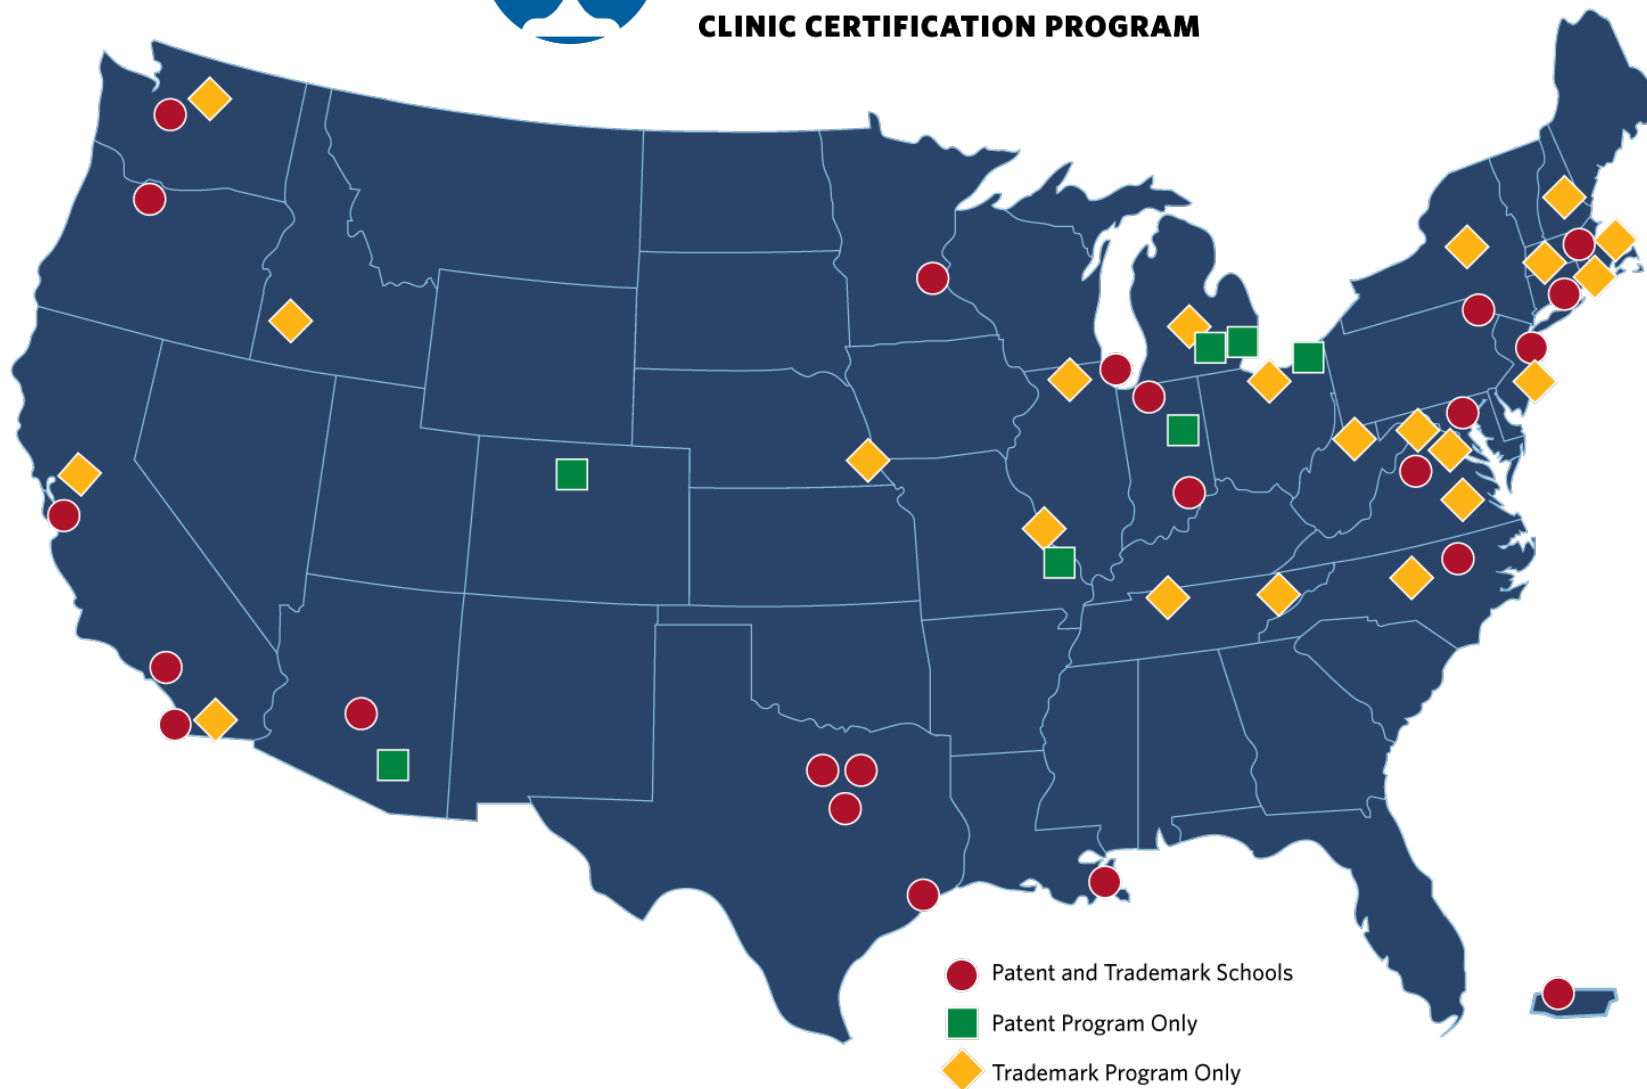 CLINIC CERTIFICATION PROGRAM
Patent and Trademark Schools
Patent Program Only
Trademark Program Only